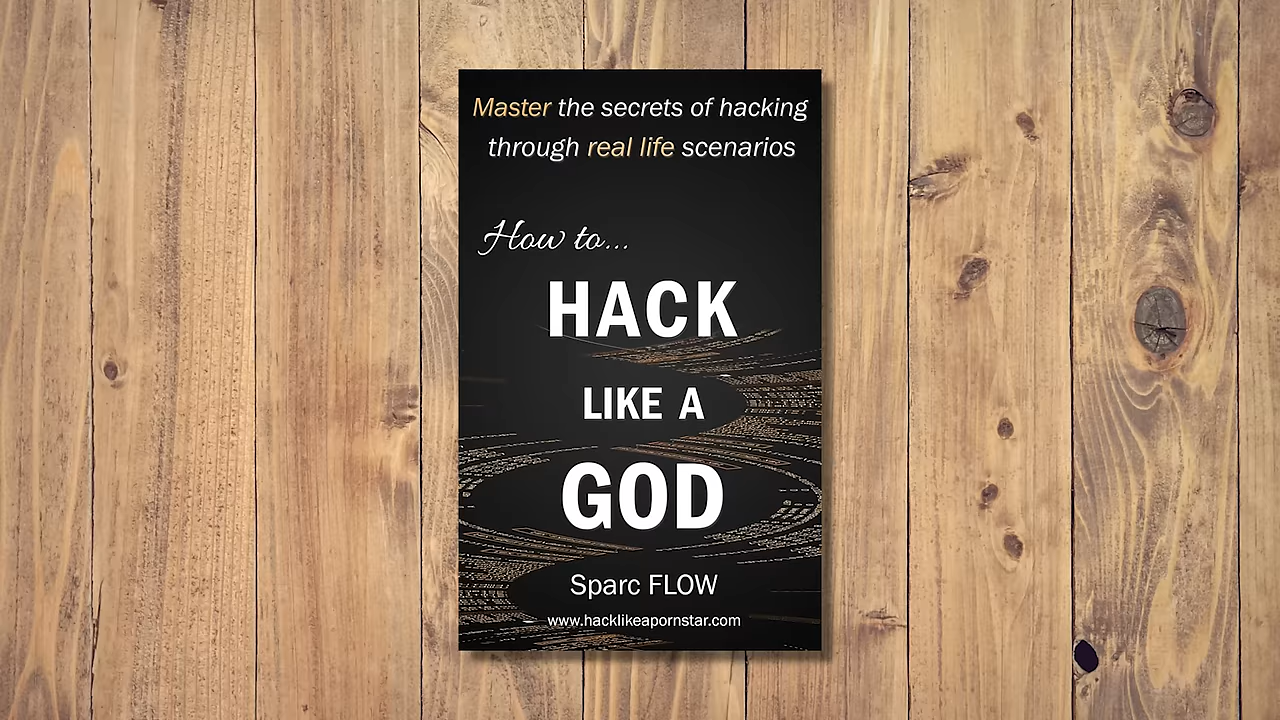 Master the secrets of hacking
through real life scenarios
How to...
HACK
LIKE A
GOD
Sparc FLOW
www.hacklikeapornstar.com